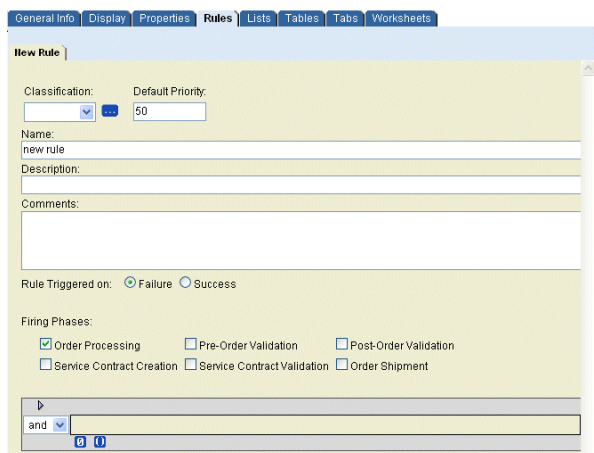 General Info Display Properties Rules Lists Tables Tabs Worksheets
New Rule
Classification: Default Priority:
... 50
Name:
new rule
Description:
Comments:
Rule Triggered on: Failure Success
Firing Phases:
Order Processing Pre-Order Validation Post-Order Validation
Service Contract Creation Service Contract Validation Order Shipment
and
0 ()